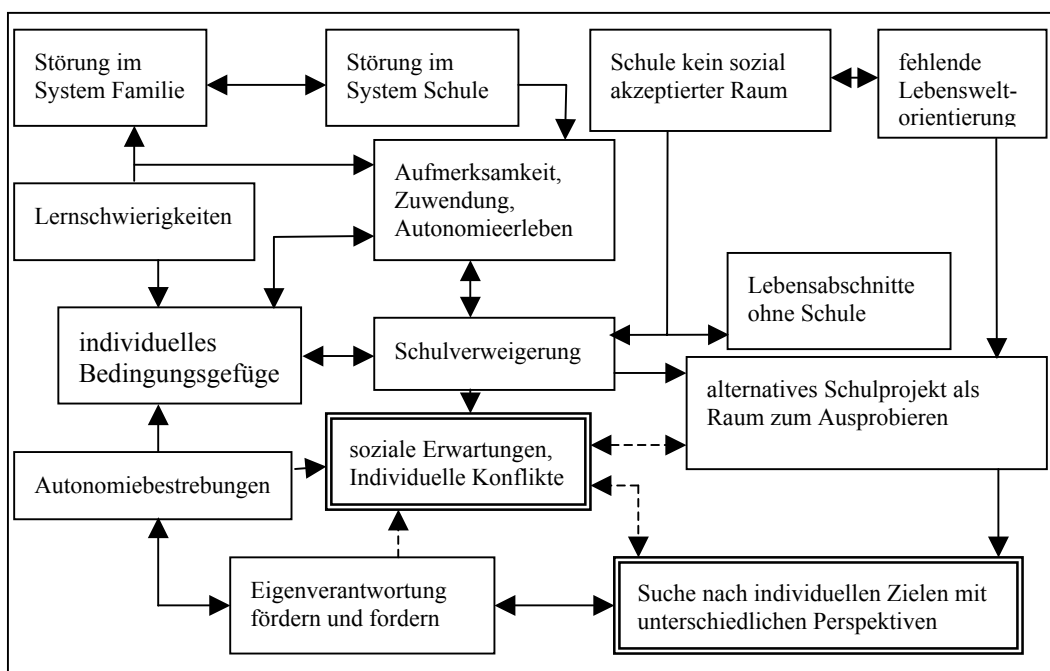 Störung im
System Familie
Störung im
System Schule
Schule kein sozial
akzeptierter Raum
fehlende
Lebenswelt-
orientierung
Aufmerksamkeit,
Zuwendung,
Autonomieerleben
Lernschwierigkeiten
Lebensabschnitte
ohne Schule
individuelles
Bedingungsgefüge
Schulverweigerung
alternatives Schulprojekt als
Raum zum Ausprobieren
soziale Erwartungen,
Individuelle Konflikte
Autonomiebestrebungen
Eigenverantwortung
fördern und fordern
Suche nach individuellen Zielen mit
unterschiedlichen Perspektiven